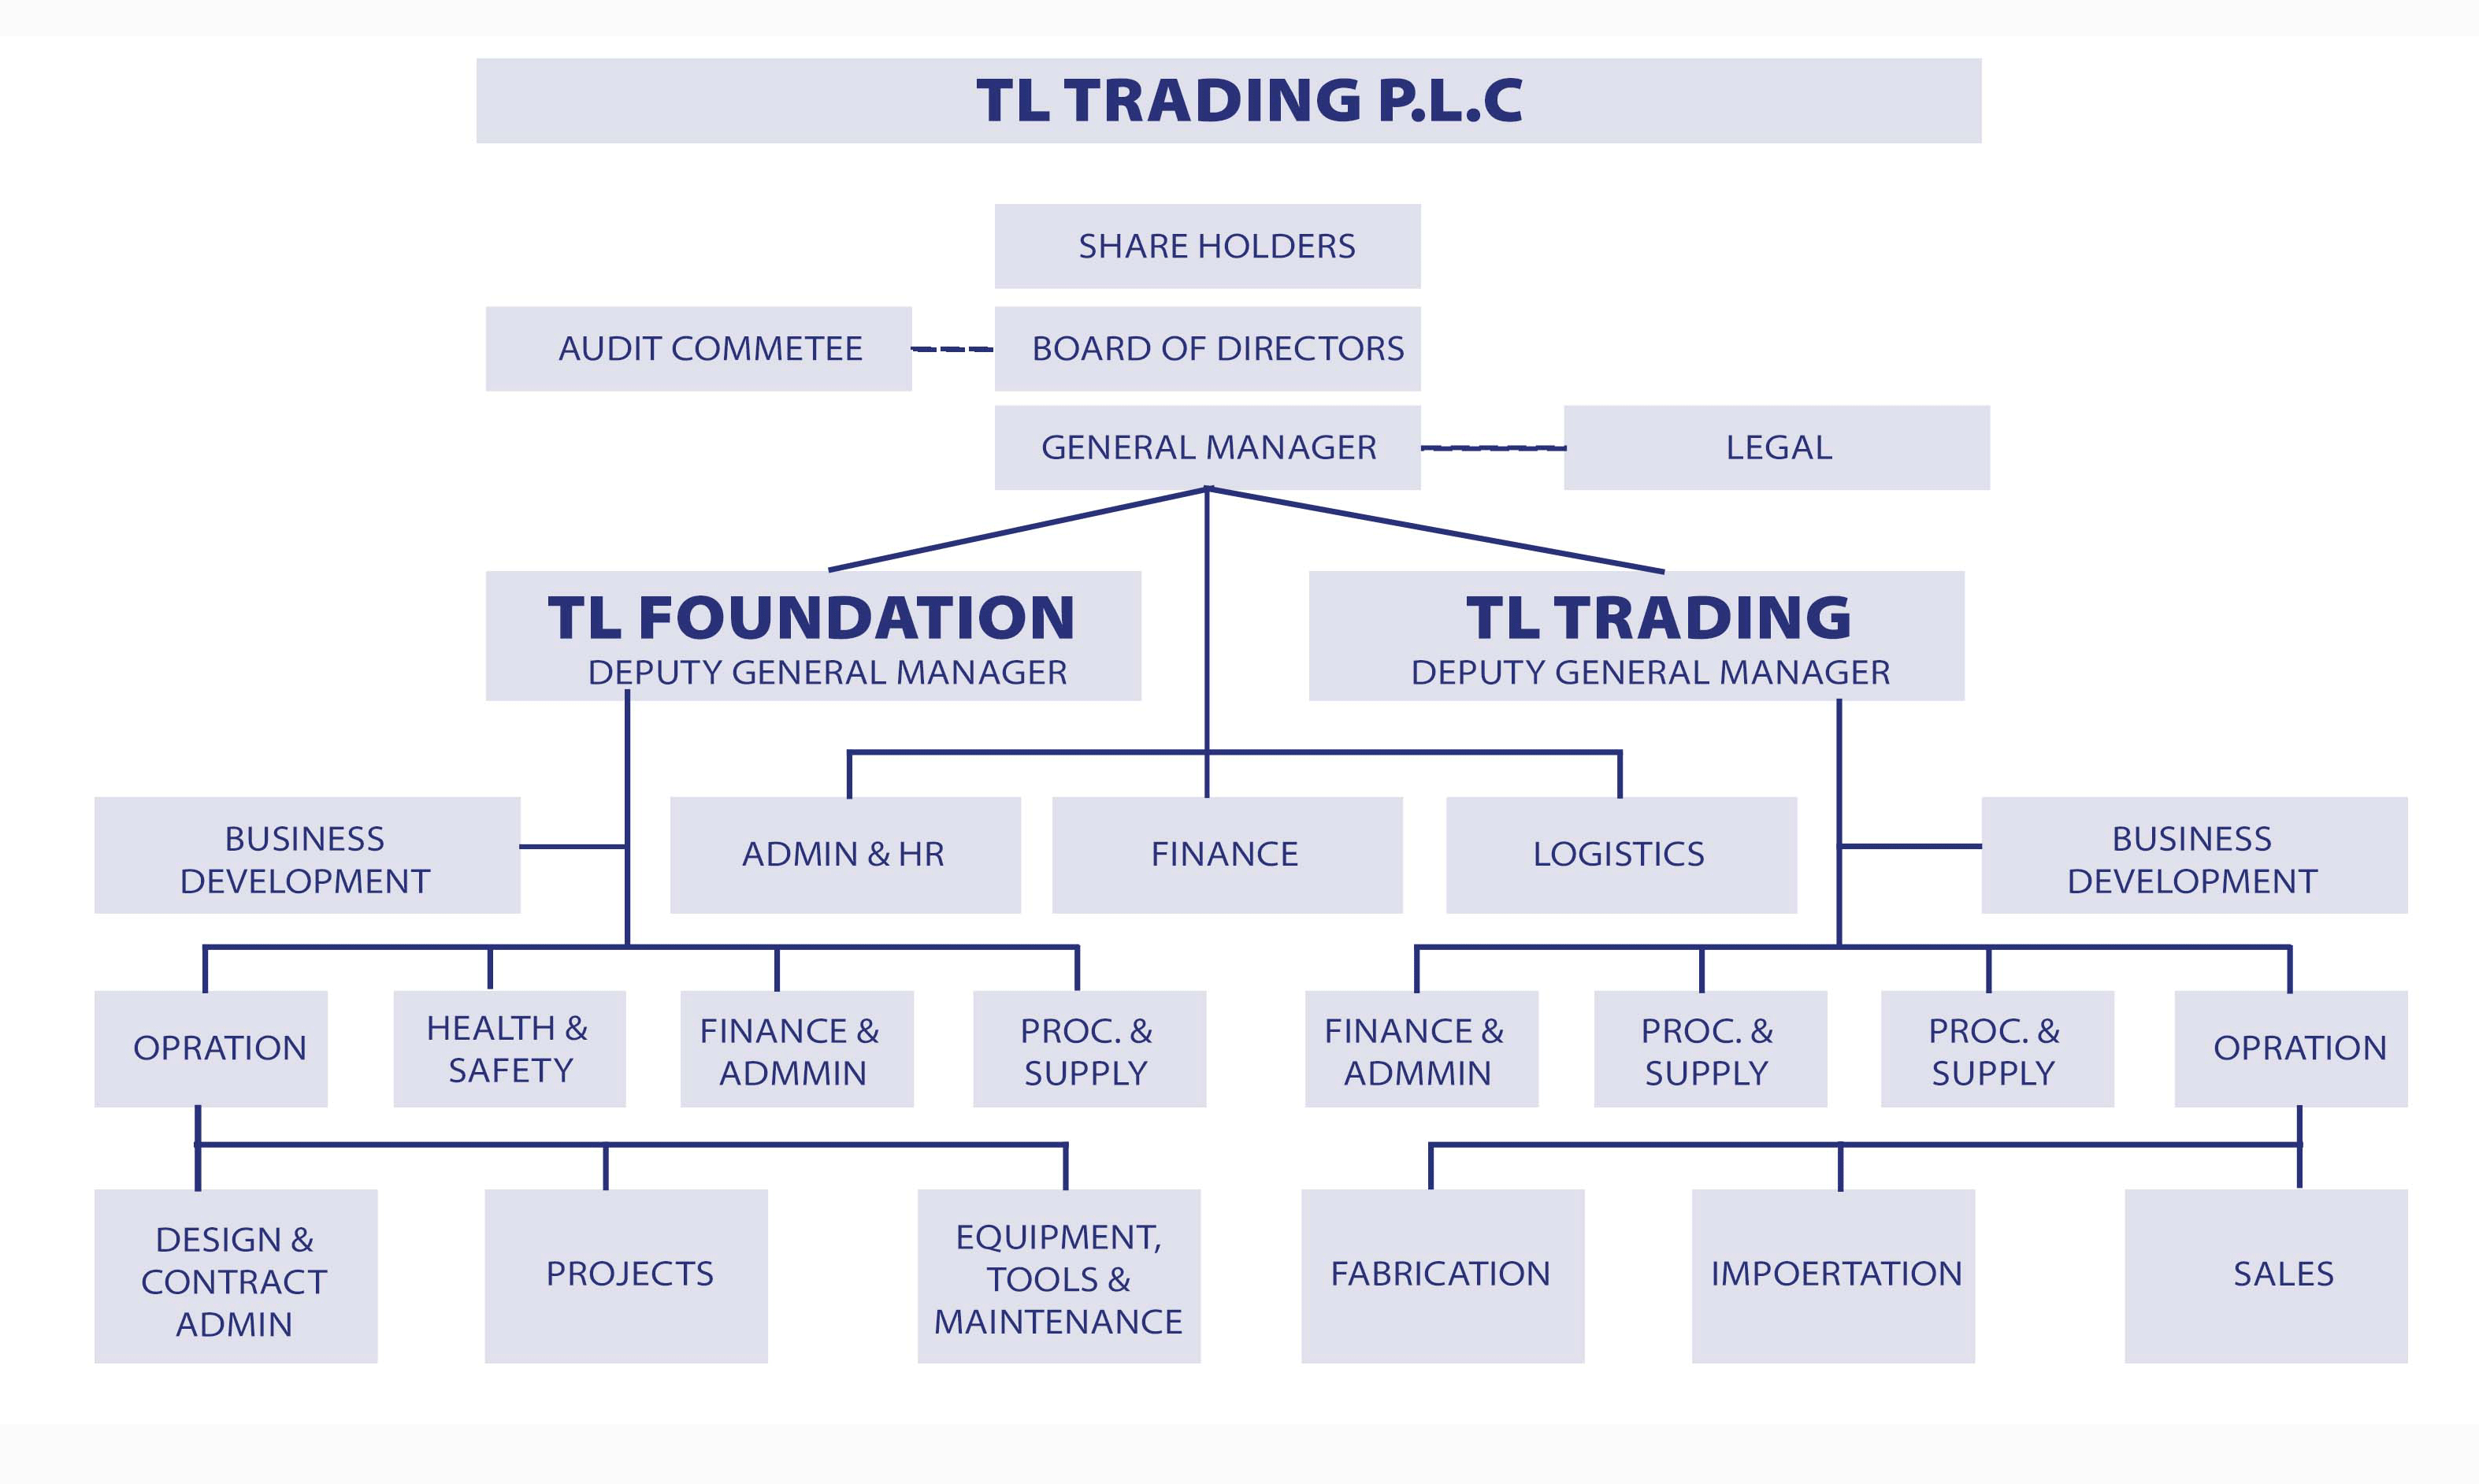 TL TRADING P.L.C
SHARE HOLDERS
AUDIT COMMETEE
BOARD OF DIRECTORS
GENERAL MANAGER
LEGAL
TL FOUNDATION
DEPUTY GENERAL MANAGER
TL TRADING
DEPUTY GENERAL MANAGER
BUSINESS
DEVELOPMENT
ADMIN & HR
FINANCE
LOGISTICS
BUSINESS
DEVELOPMENT
OPRATION
HEALTH &
SAFETY
FINANCE &
ADMMIN
PROC. &
SUPPLY
FINANCE &
ADMMIN
PROC. &
SUPPLY
PROC. &
SUPPLY
OPRATION
DESIGN &
CONTRACT
ADMIN
PROJECTS
EQUIPMENT,
TOOLS &
MAINTENANCE
FABRICATION
IMPOERTATION
SALES